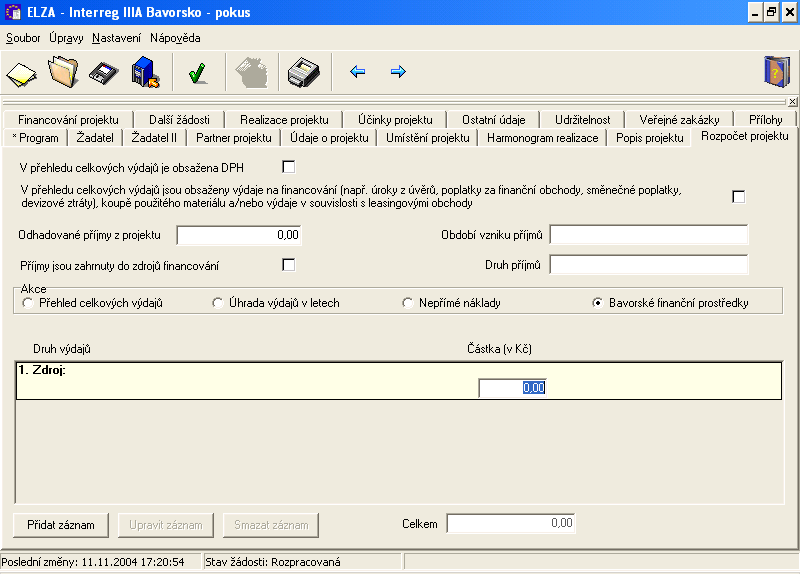 ELZA - Interreg IIIA Bavorsko - pokus
Soubor Úpravy Nastavení Nápověda
Financování projektu Další žádosti Realizace projektu Účinky projektu Ostatní údaje Udržitelnost Veřejné zakázky Přílohy
* Program Žadatel Žadatel II Partner projektu Údaje o projektu Umístění projektu Harmonogram realizace Popis projektu Rozpočet projektu
V přehledu celkových výdajů je obsažena DPH
V přehledu celkových výdajů jsou obsaženy výdaje na financování (např. úroky z úvěrů, poplatky za finanční obchody, směnečné poplatky,
devizové ztráty), koupě použitého materiálu a/nebo výdaje v souvislosti s leasingovými obchody
Odhadované příjmy z projektu 0,00 Období vzniku příjmů
Příjmy jsou zahrnuty do zdrojů financování Druh příjmů
Akce
Přehled celkových výdajů Úhrada výdajů v letech Nepřímé náklady Bavorské finanční prostředky
Druh výdajů Částka (v Kč)
1. Zdroj:
0,00
Přidat záznam Upravit záznam Smazat záznam Celkem 0,00
Poslední změny: 11.11.2004 17:20:54 Stav žádosti: Rozpracovaná